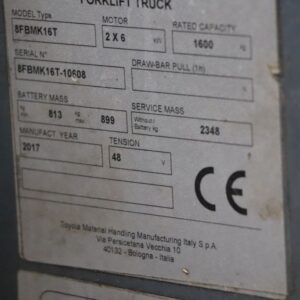 FORKLIFT TRUCK
MODEL Type MOTOR RATED CAPACITY
8FBMK16T 2 X 6 kW 1600 kg
SERIAL N° DRAW-BAR PULL (1h)
8FBMK16T-10608
BATTERY MASS SERVICE MASS
kg min. 813 kg max. 899 Without Battery kg 2348
MANUFACT YEAR TENSION
2017 48 V
CE
Toyota Material Handling Manufacturing Italy S.p.A
Via Persicetana Vecchia 10
40132 - Bologna - Italia